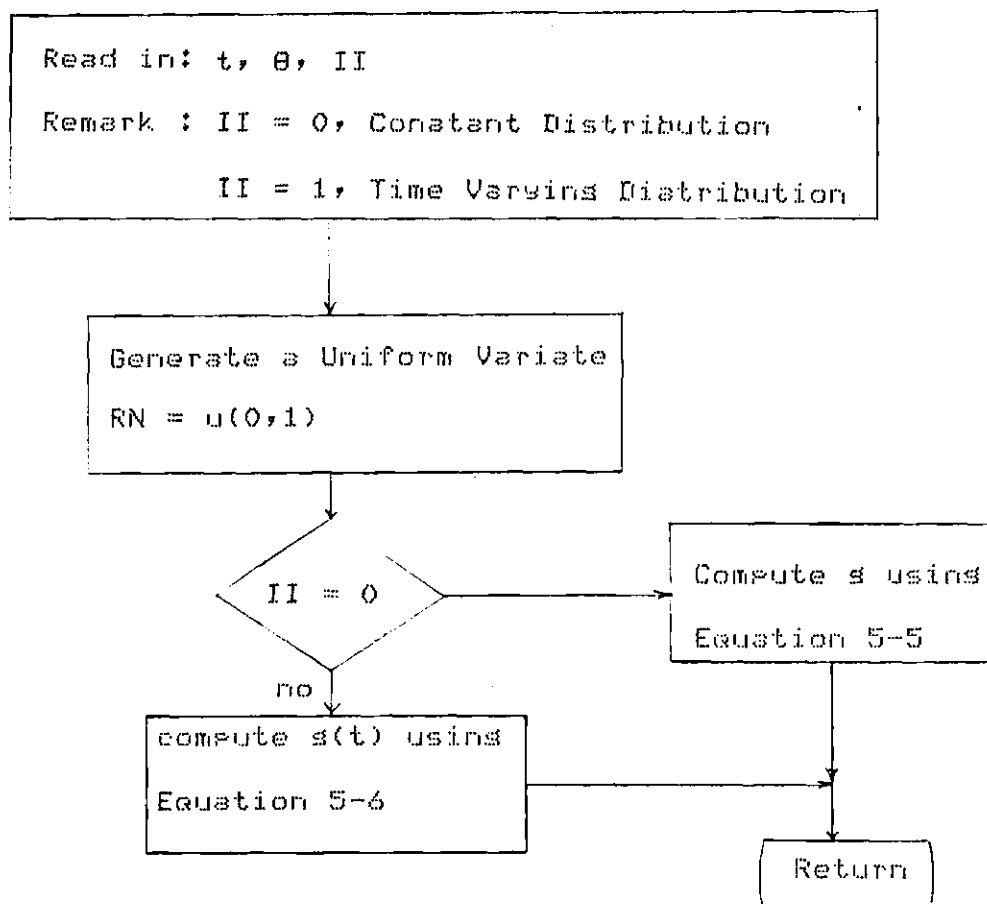 Read in: t, θ, II
Remark : II = 0, Conatant Distribution
II = 1, Time Varying Distribution
Generate a Uniform Variate
RN = u(0,1)
II = 0
Compute g using
Equation 5-5
no
compute g(t) using
Equation 5-6
Return